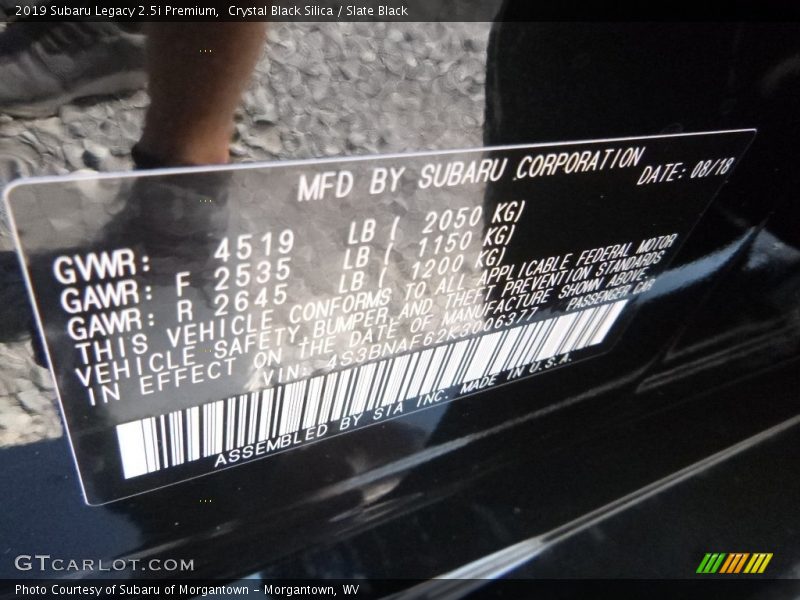 2019 Subaru Legacy 2.5i Premium,  Crystal Black Silica / Slate Black
MFD BY SUBARU CORPORATION
DATE: 08/18
GVWR: 4519 LB ( 2050 KG)
GAWR: F 2535 LB ( 1150 KG)
GAWR: R 2645 LB ( 1200 KG)
THIS VEHICLE CONFORMS TO ALL APPLICABLE FEDERAL MOTOR
VEHICLE SAFETY, BUMPER, AND THEFT PREVENTION STANDARDS
IN EFFECT ON THE DATE OF MANUFACTURE SHOWN ABOVE.
VIN: 4S3BNAF62K3006377 PASSENGER CAR
ASSEMBLED BY SIA INC. MADE IN U.S.A.
GTCARLOT.COM
Photo Courtesy of Subaru of Morgantown - Morgantown, WV